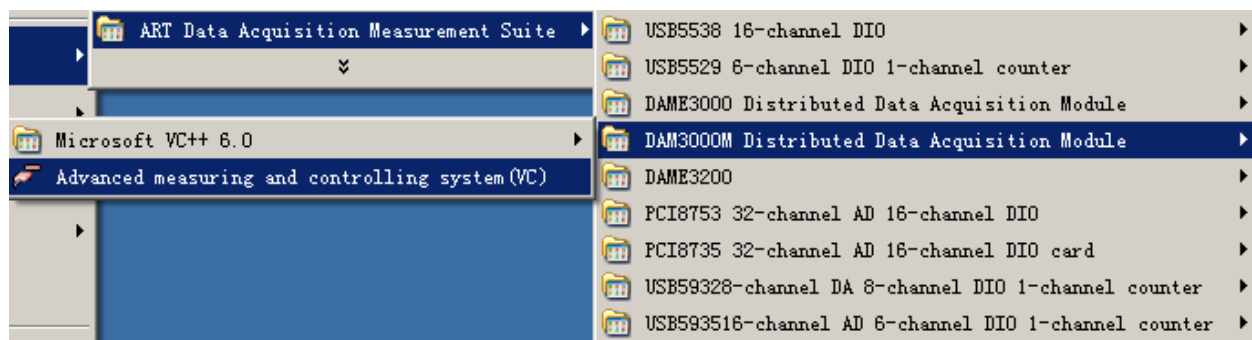 ART Data Acquisition Measurement Suite
Microsoft VC++ 6.0
Advanced measuring and controlling system(VC)
USB5538 16-channel DIO
USB5529 6-channel DIO 1-channel counter
DAME3000 Distributed Data Acquisition Module
DAM3000M Distributed Data Acquisition Module
DAME3200
PCI8753 32-channel AD 16-channel DIO
PCI8735 32-channel AD 16-channel DIO card
USB59328-channel DA 8-channel DIO 1-channel counter
USB593516-channel AD 6-channel DIO 1-channel counter